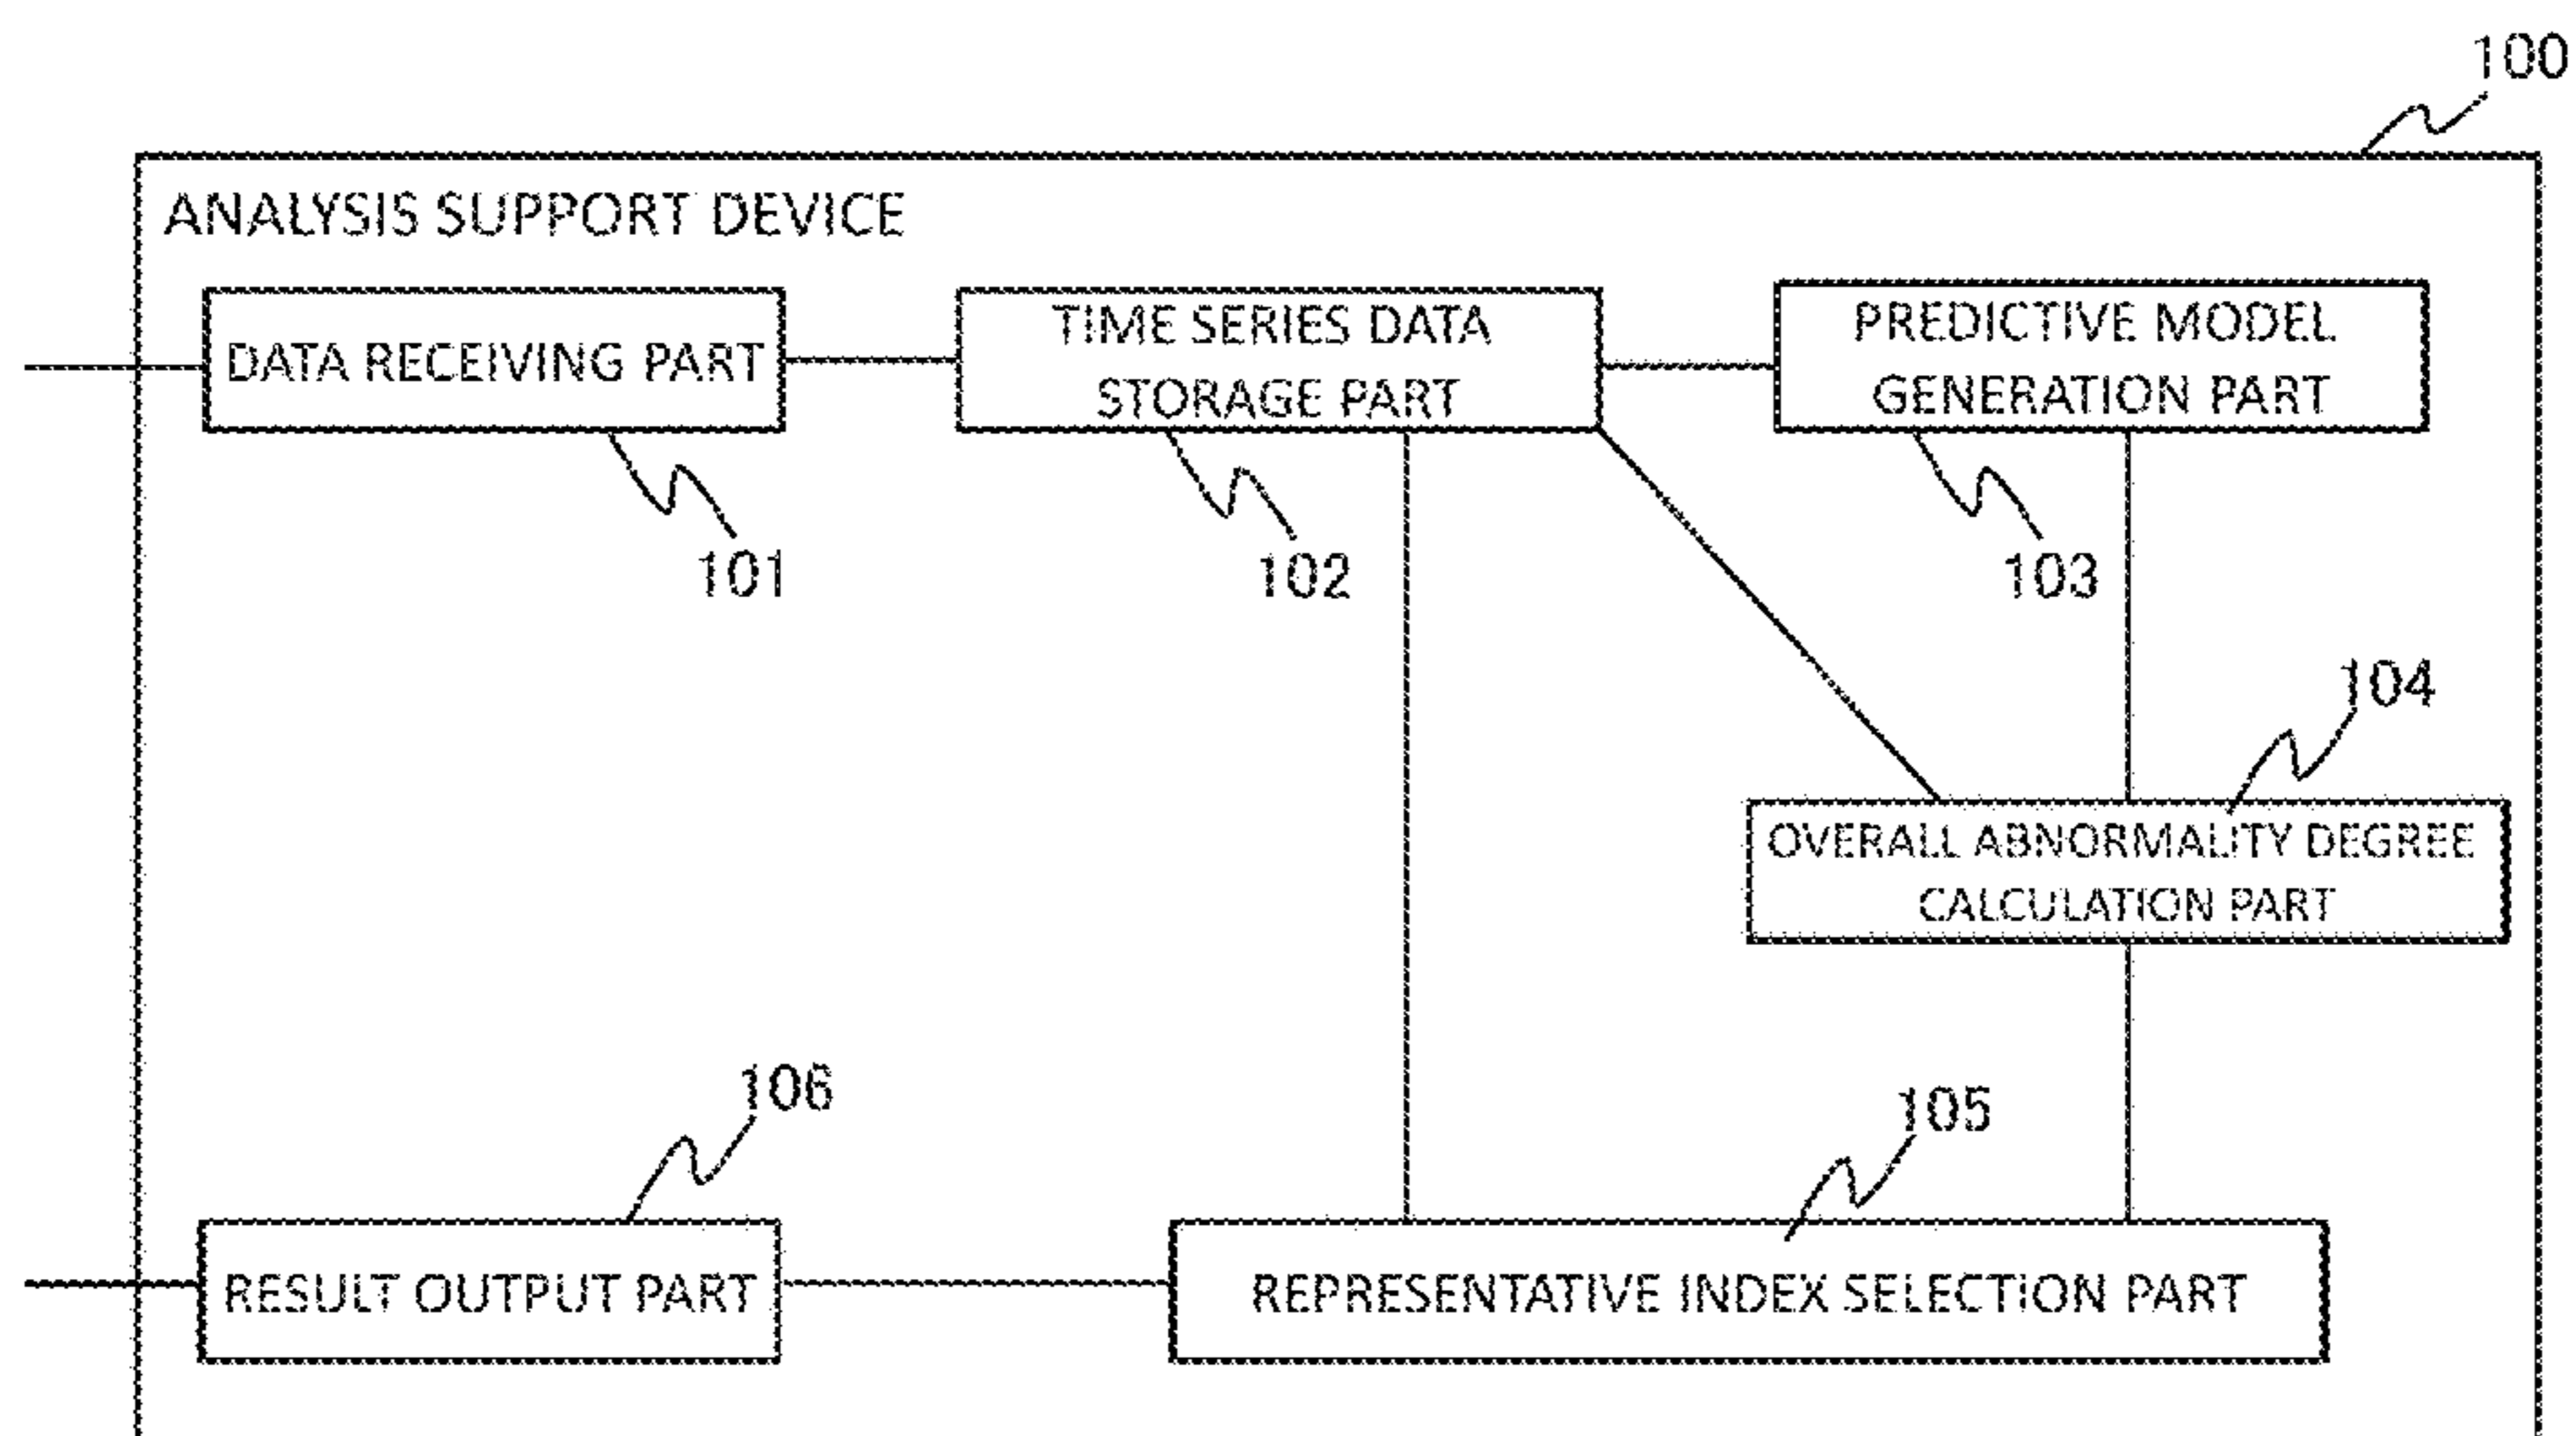 100
ANALYSIS SUPPORT DEVICE
DATA RECEIVING PART
TIME SERIES DATA
STORAGE PART
PREDICTIVE MODEL
GENERATION PART
101
102
103
104
OVERALL ABNORMALITY DEGREE
CALCULATION PART
106
105
RESULT OUTPUT PART
REPRESENTATIVE INDEX SELECTION PART